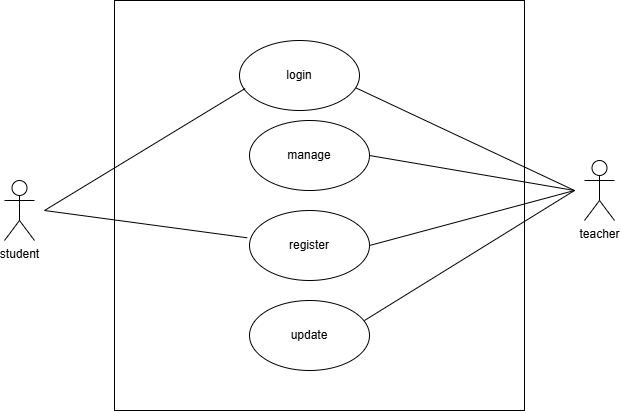 login
manage
student
register
teacher
update